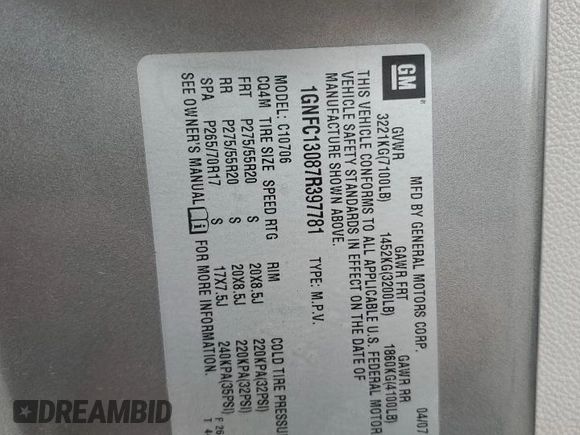 GM®
MFD BY GENERAL MOTORS CORP. 04/07
GVWR GAWR FRT GAWR RR
3221KG(7100LB) 1452KG(3200LB) 1860KG(4100LB)
THIS VEHICLE CONFORMS TO ALL APPLICABLE U.S. FEDERAL MOTOR
VEHICLE SAFETY STANDARDS IN EFFECT ON THE DATE OF
MANUFACTURE SHOWN ABOVE.
1GNFC13087R397781 TYPE: M.P.V.
MODEL: C10706
CQ4M TIRE SIZE SPEED RTG RIM COLD TIRE
FRT P275/55R20 S 20X8.5J 220KPA(32PSI)
RR P275/55R20 S 20X8.5J 220KPA(32PSI)
SPA P265/70R17 S 17X7.5J 240KPA(35PSI)
SEE OWNER'S MANUAL FOR MORE INFORMATION.
DREAMBID